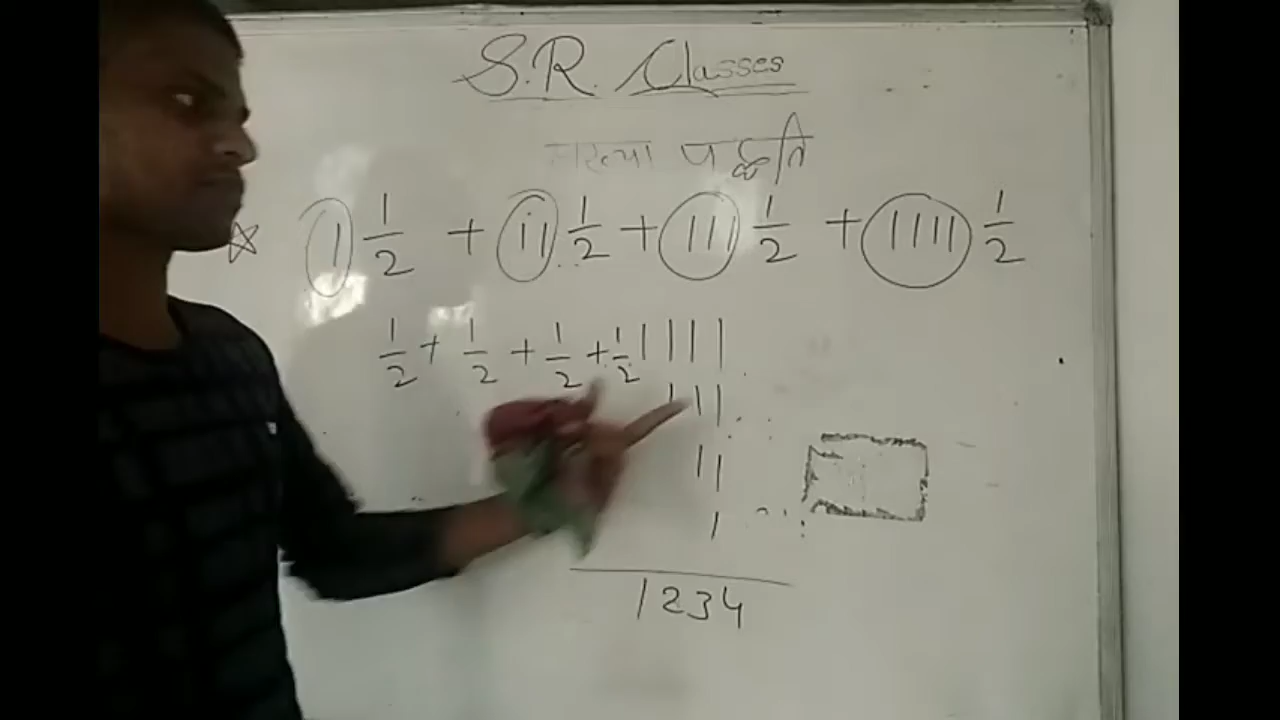 S.R. Classes
संख्या पद्धति
☆ 1 1/2 + 11 1/2 + 111 1/2 + 1111 1/2
1/2 + 1/2 + 1/2 + 1/2 1111
111
11
1
1234